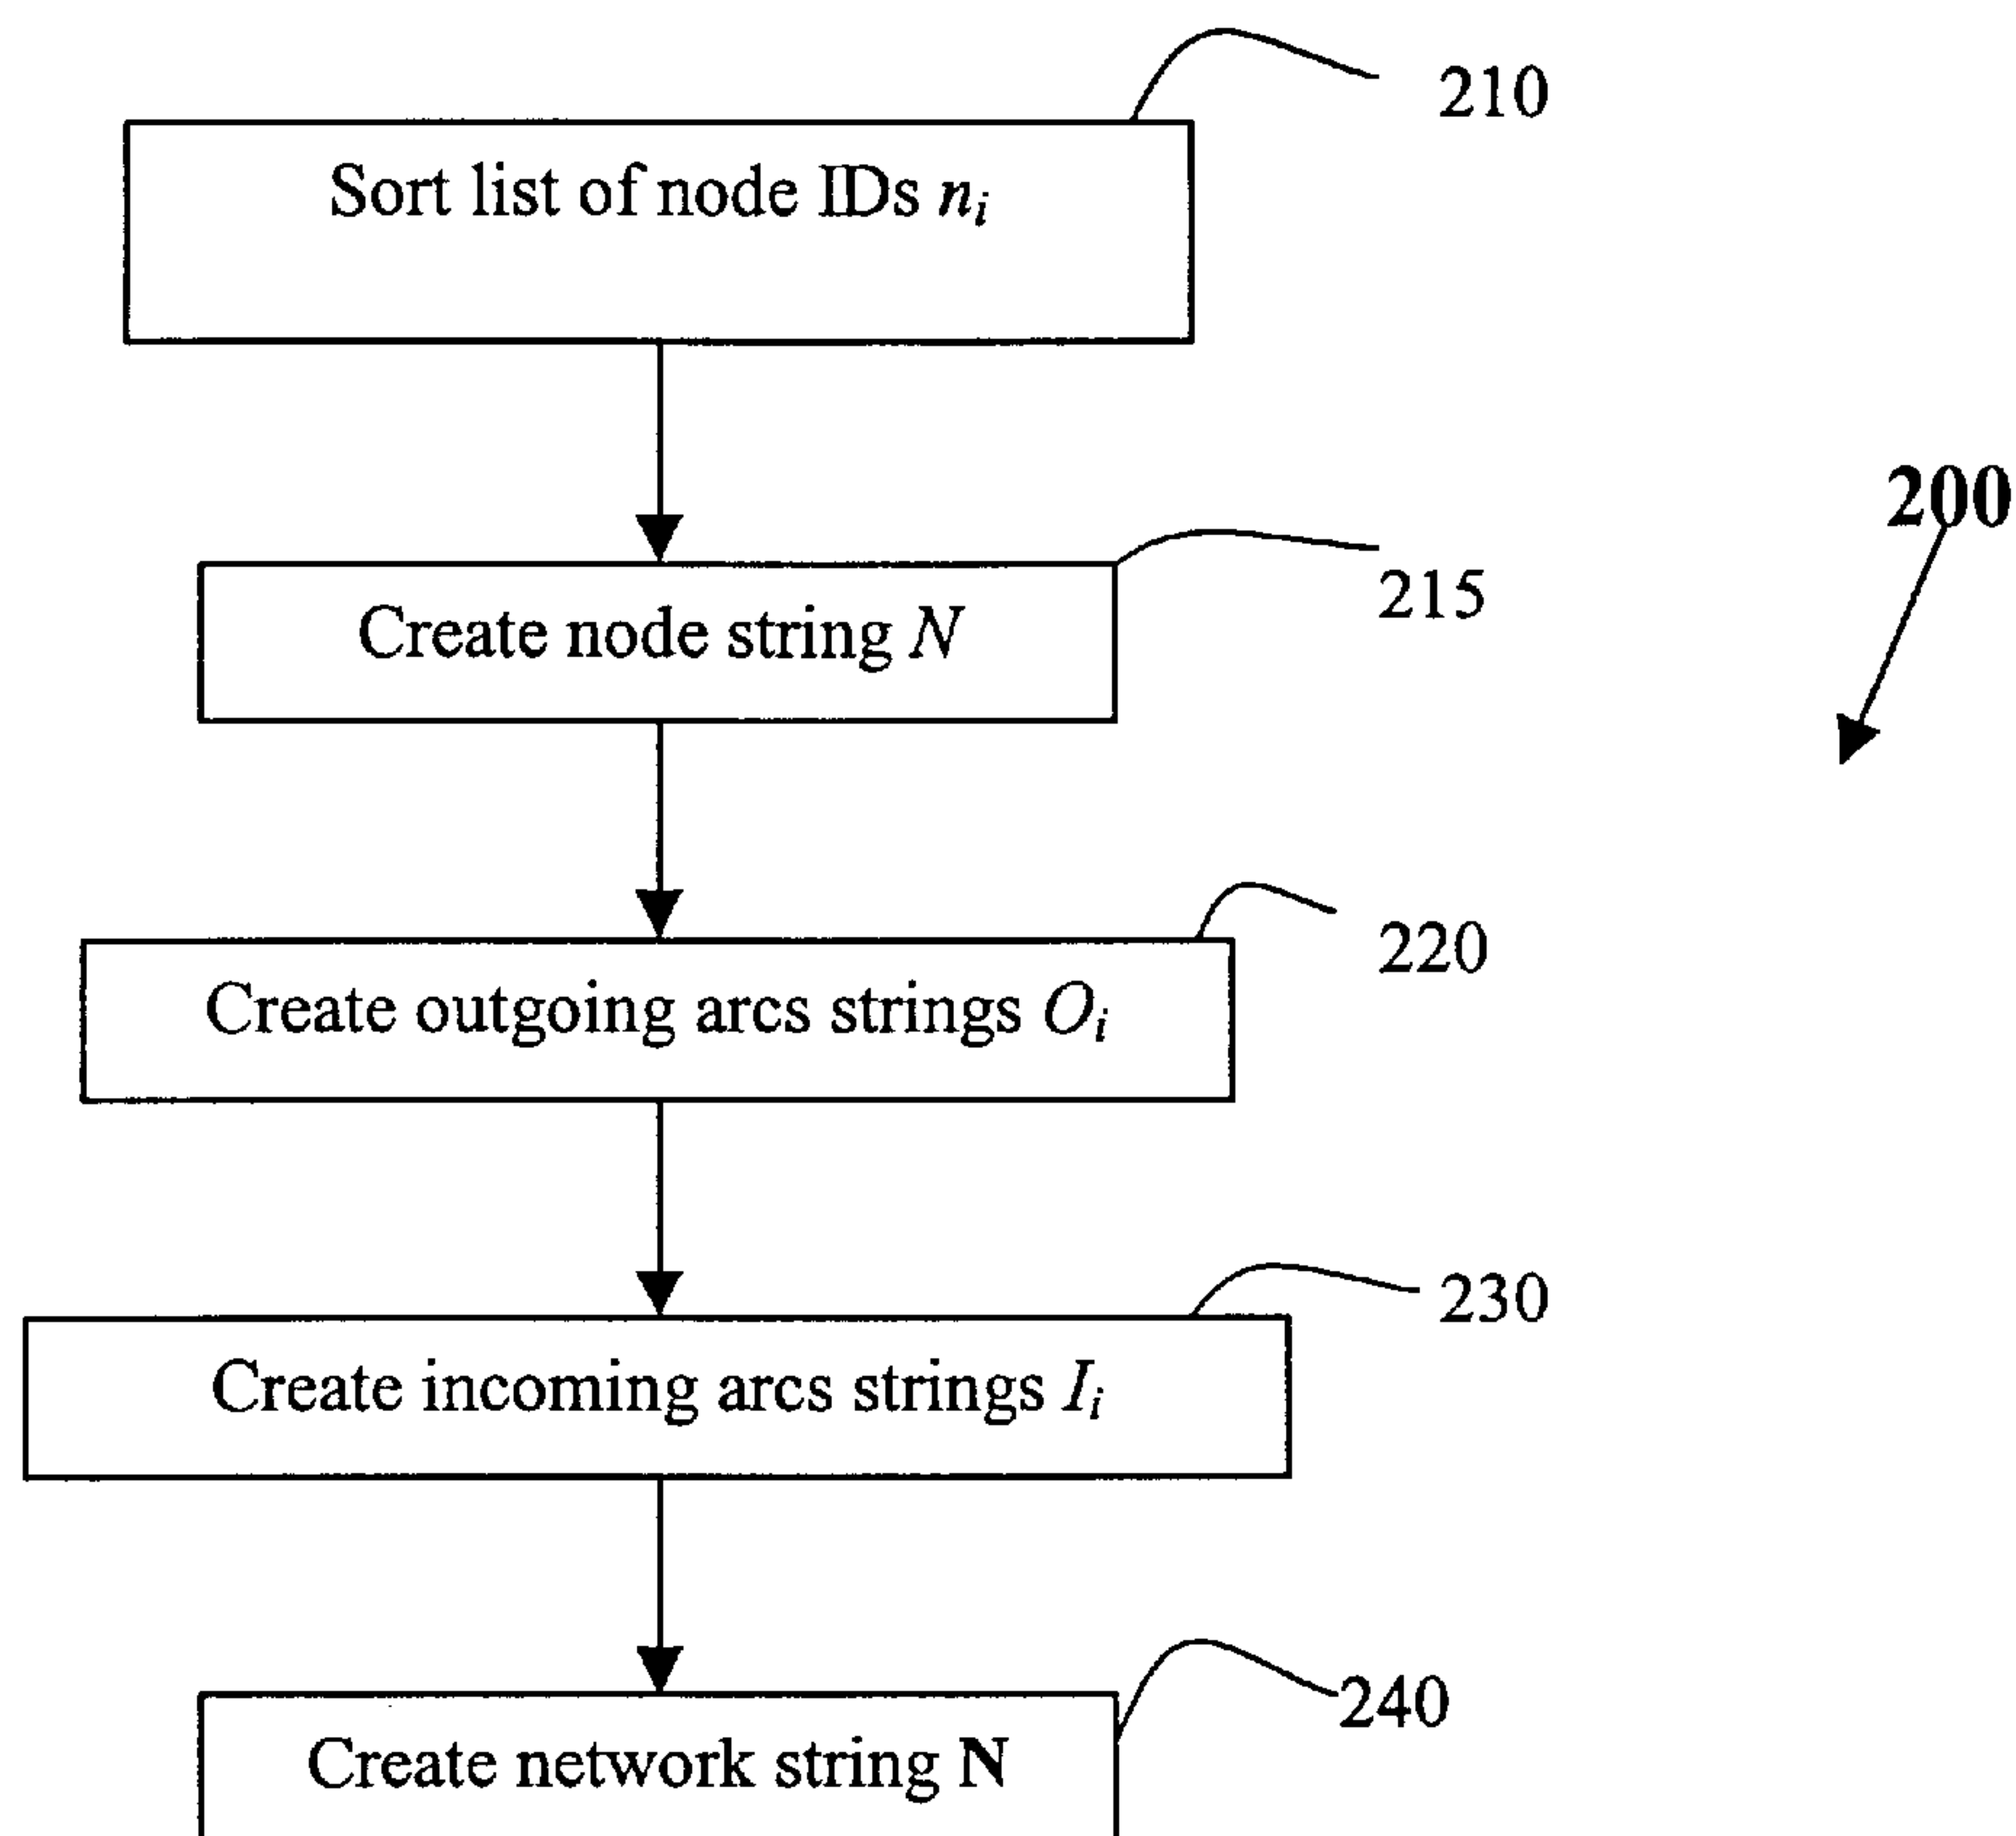 210
Sort list of node IDs nᵢ
200
215
Create node string N
220
Create outgoing arcs strings Oᵢ
230
Create incoming arcs strings Iᵢ
240
Create network string N